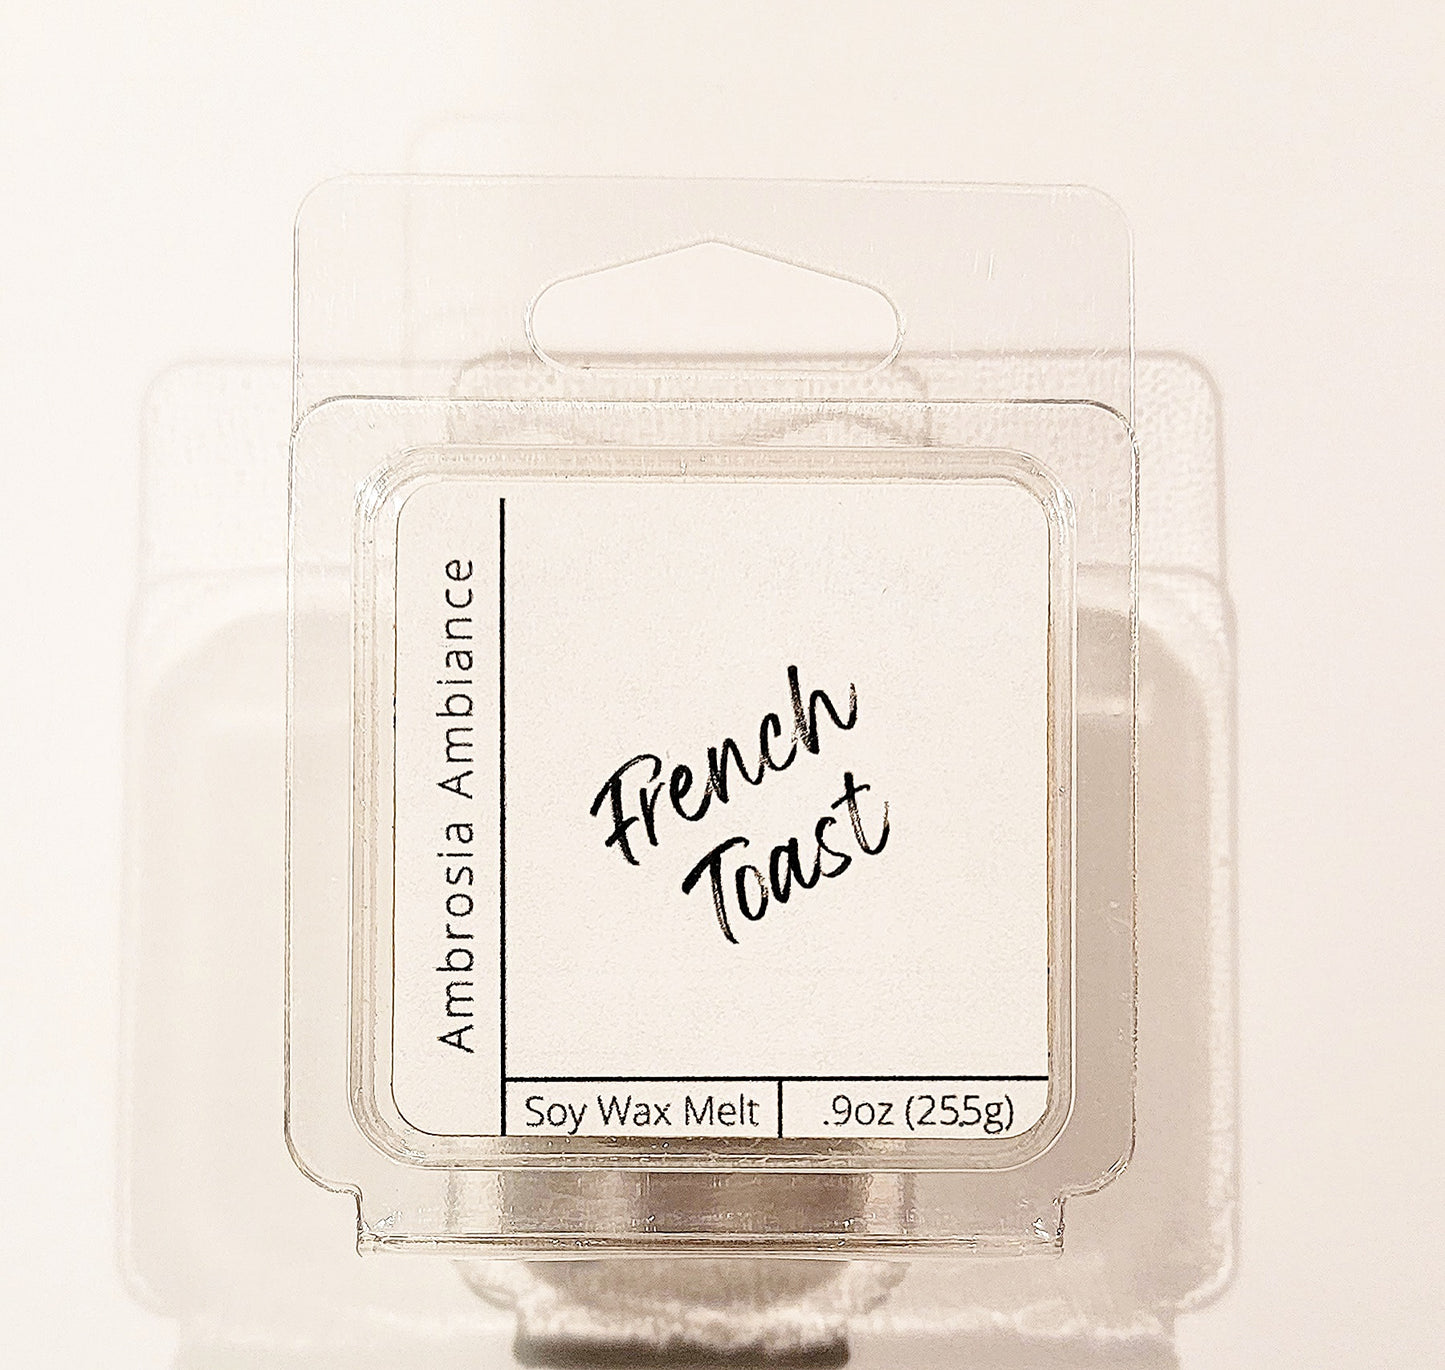 Ambrosia Ambiance
French
Toast
Soy Wax Melt
.9oz (25.5g)